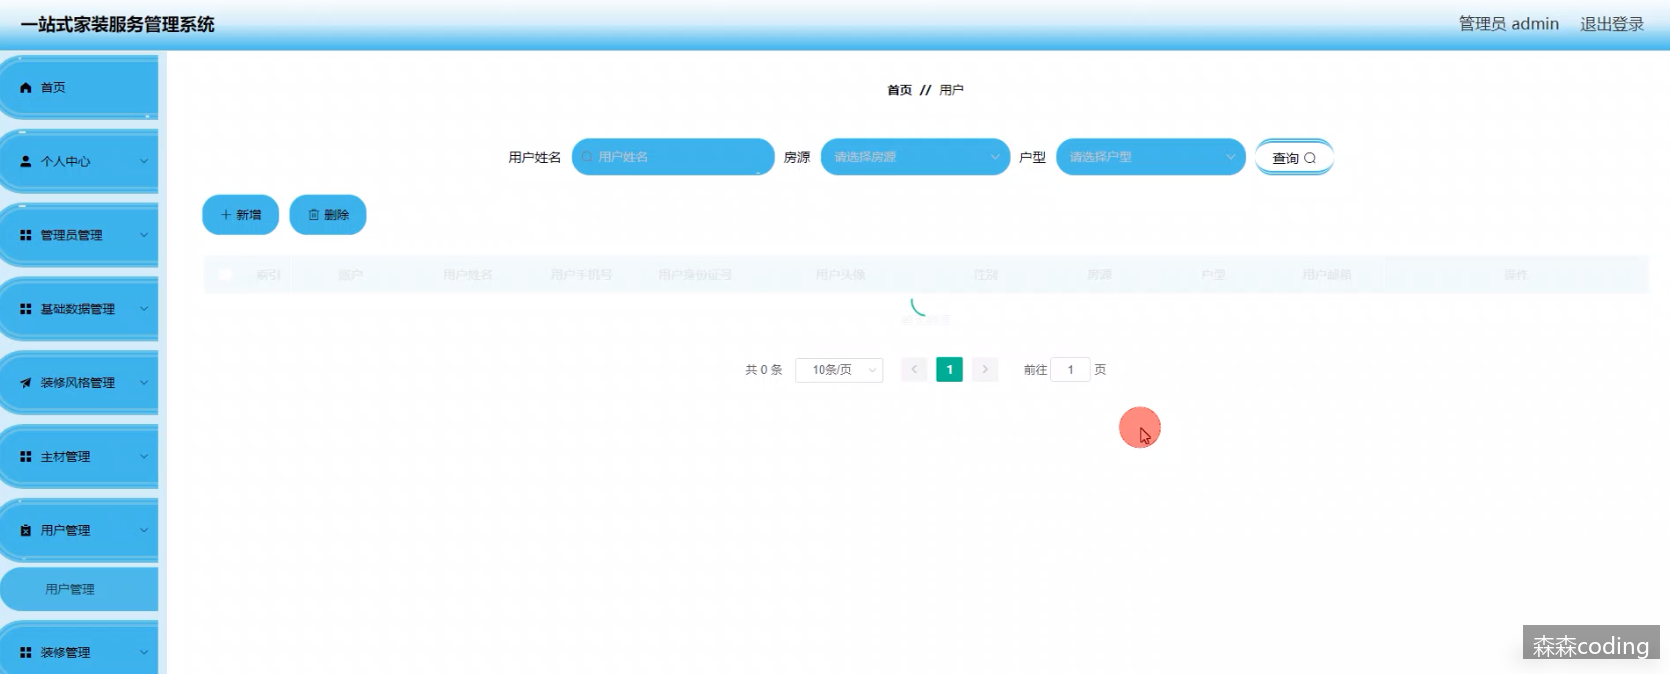 一站式家装服务管理系统
管理员 admin 退出登录
首页
个人中心
管理员管理
基础数据管理
装修风格管理
主材管理
用户管理
用户管理
装修管理
首页 // 用户
用户姓名 用户姓名 房源 请选择房源 户型 请选择户型 查询
新增 删除
索引 账户 用户姓名 用户手机号 用户身份证号 用户头像 性别 房源 户型 用户邮箱 操作
共 0 条 10条/页 1 前往 1 页
森森coding